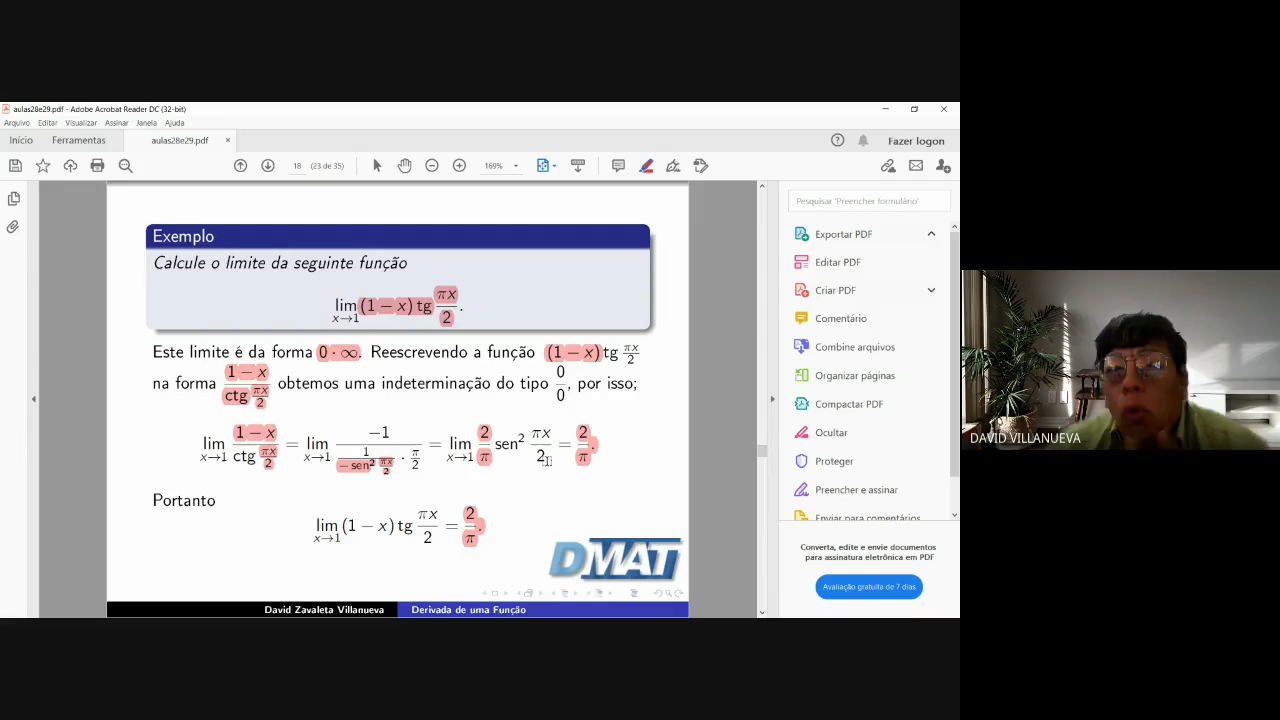 aulas28e29.pdf - Adobe Acrobat Reader DC (32-bit)
Arquivo Editar Visualizar Assinar Janela Ajuda
Início Ferramentas aulas28e29.pdf × Fazer logon
18 (23 de 35) 169%
Exemplo
Calcule o limite da seguinte função
lim_{x→1} (1 − x) tg πx/2.
Este limite é da forma 0 · ∞. Reescrevendo a função (1 − x) tg πx/2
na forma (1 − x)/(ctg πx/2) obtemos uma indeterminação do tipo 0/0, por isso;
lim_{x→1} (1 − x)/(ctg πx/2) = lim_{x→1} −1/(1/(− sen² πx/2) · π/2) = lim_{x→1} 2/π sen² πx/2 = 2/π.
Portanto
lim_{x→1} (1 − x) tg πx/2 = 2/π.
DMAT
David Zavaleta Villanueva Derivada de uma Função
Pesquisar 'Preencher formulário'
Exportar PDF
Editar PDF
Criar PDF
Comentário
Combine arquivos
Organizar páginas
Compactar PDF
Ocultar
Proteger
Preencher e assinar
Enviar para comentários
Converta, edite e envie documentos
para assinatura eletrônica em PDF
Avaliação gratuita de 7 dias
DAVID VILLANUEVA